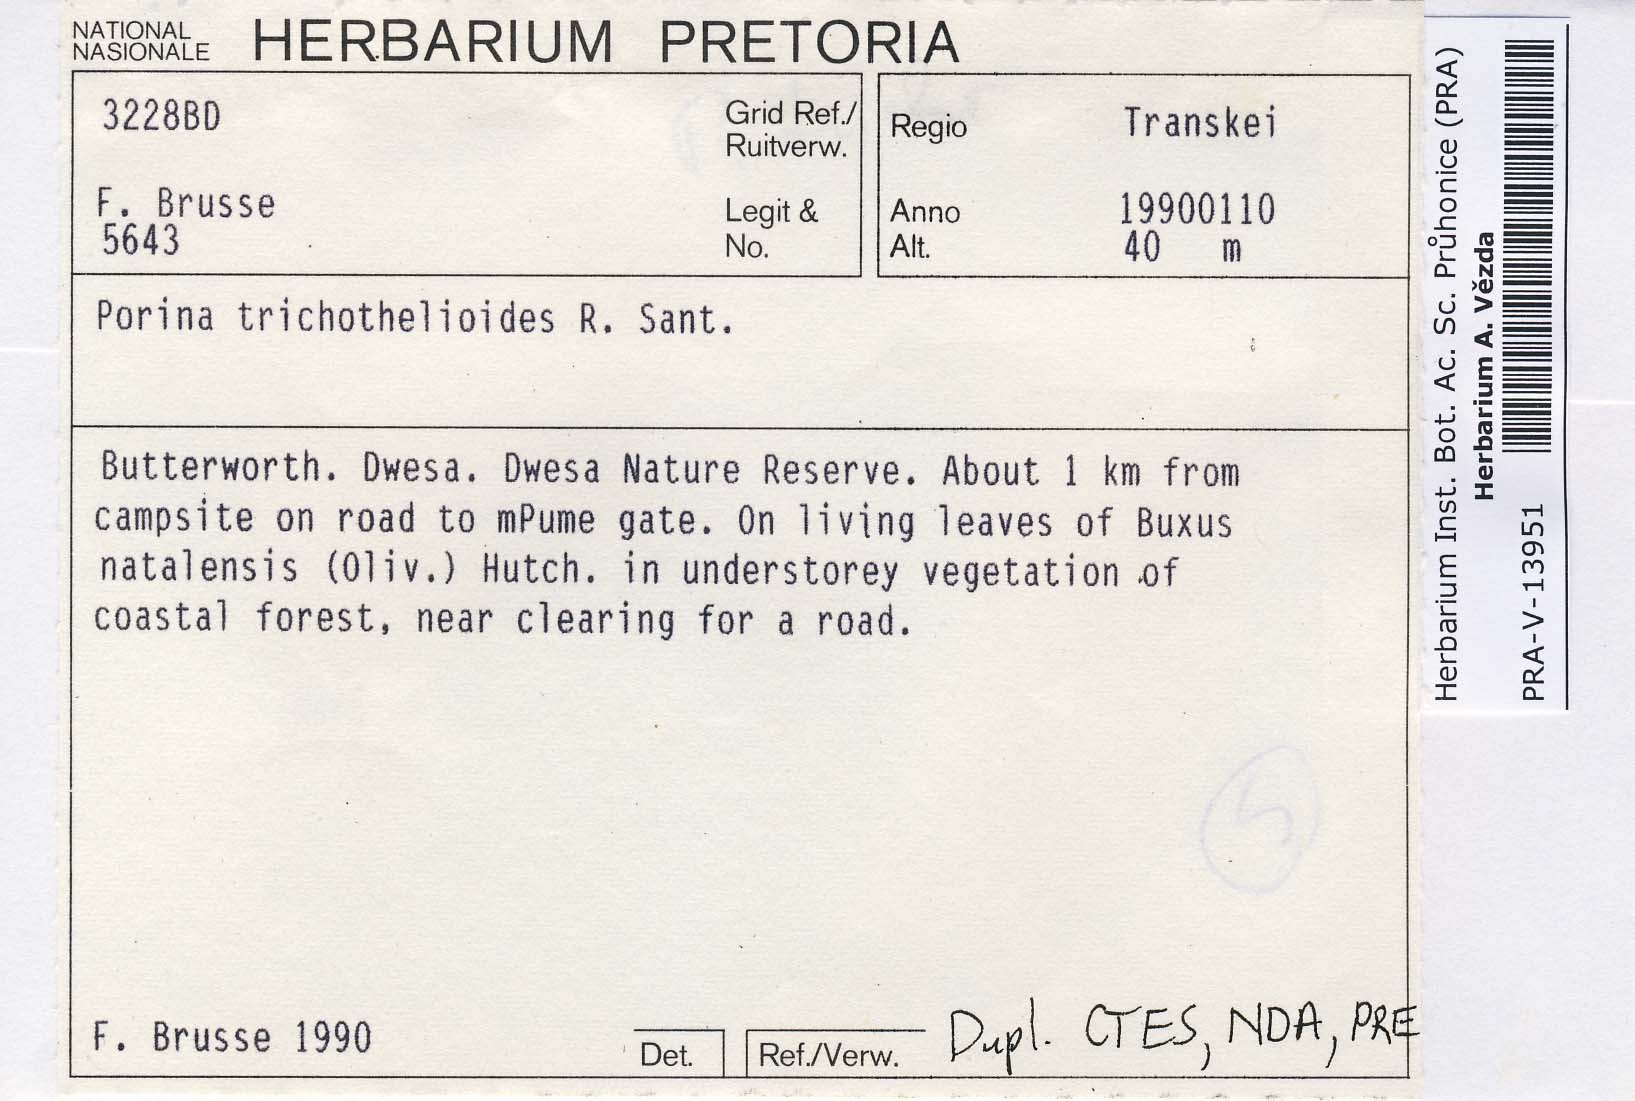 NATIONAL
NASIONALE
HERBARIUM PRETORIA
3228BD
Grid Ref./
Ruitverw.
F. Brusse
5643
Legit &
No.
Regio Transkei
Anno 19900110
Alt. 40 m
Porina trichothelioides R. Sant.
Butterworth. Dwesa. Dwesa Nature Reserve. About 1 km from
campsite on road to mPume gate. On living leaves of Buxus
natalensis (Oliv.) Hutch. in understorey vegetation of
coastal forest, near clearing for a road.
5
F. Brusse 1990
Det.
Ref./Verw.
Dupl. CTES, NDA, PRE
Herbarium Inst. Bot. Ac. Sc. Průhonice (PRA)
Herbarium A. Vězda
PRA-V-13951